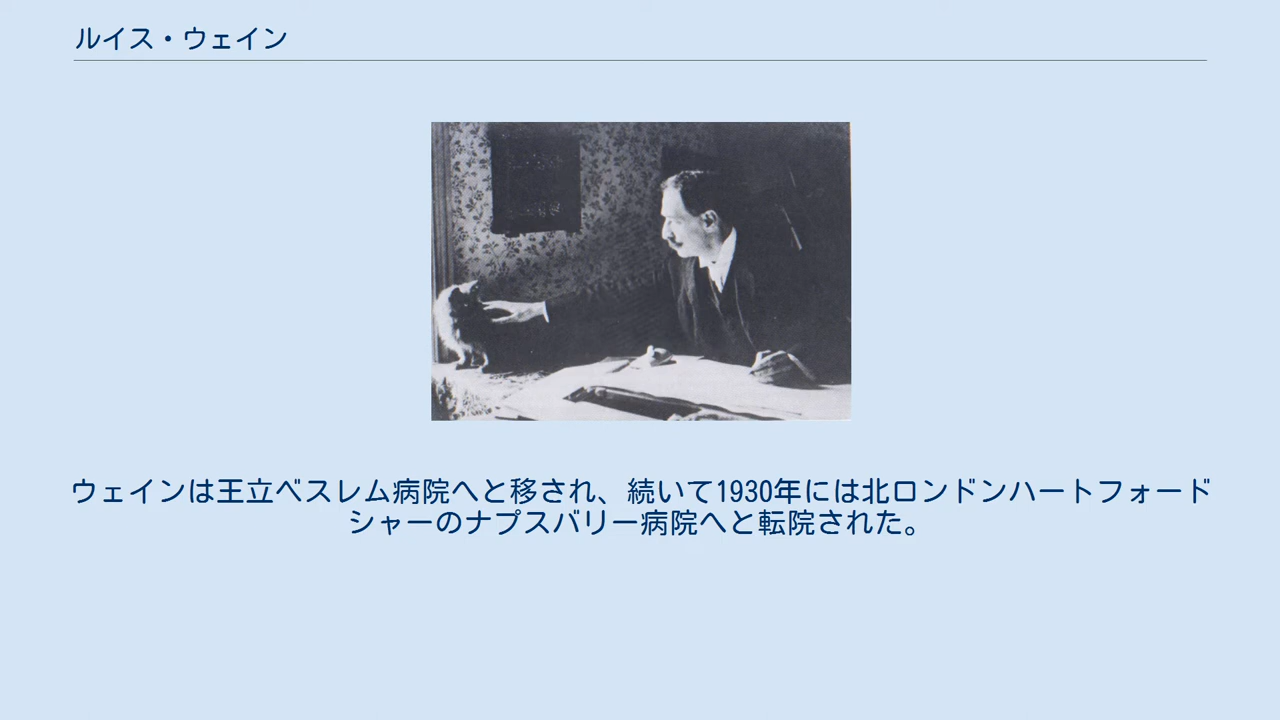 ルイス・ウェイン
ウェインは王立ベスレム病院へと移され、続いて1930年には北ロンドンハートフォード
シャーのナプスバリー病院へと転院された。